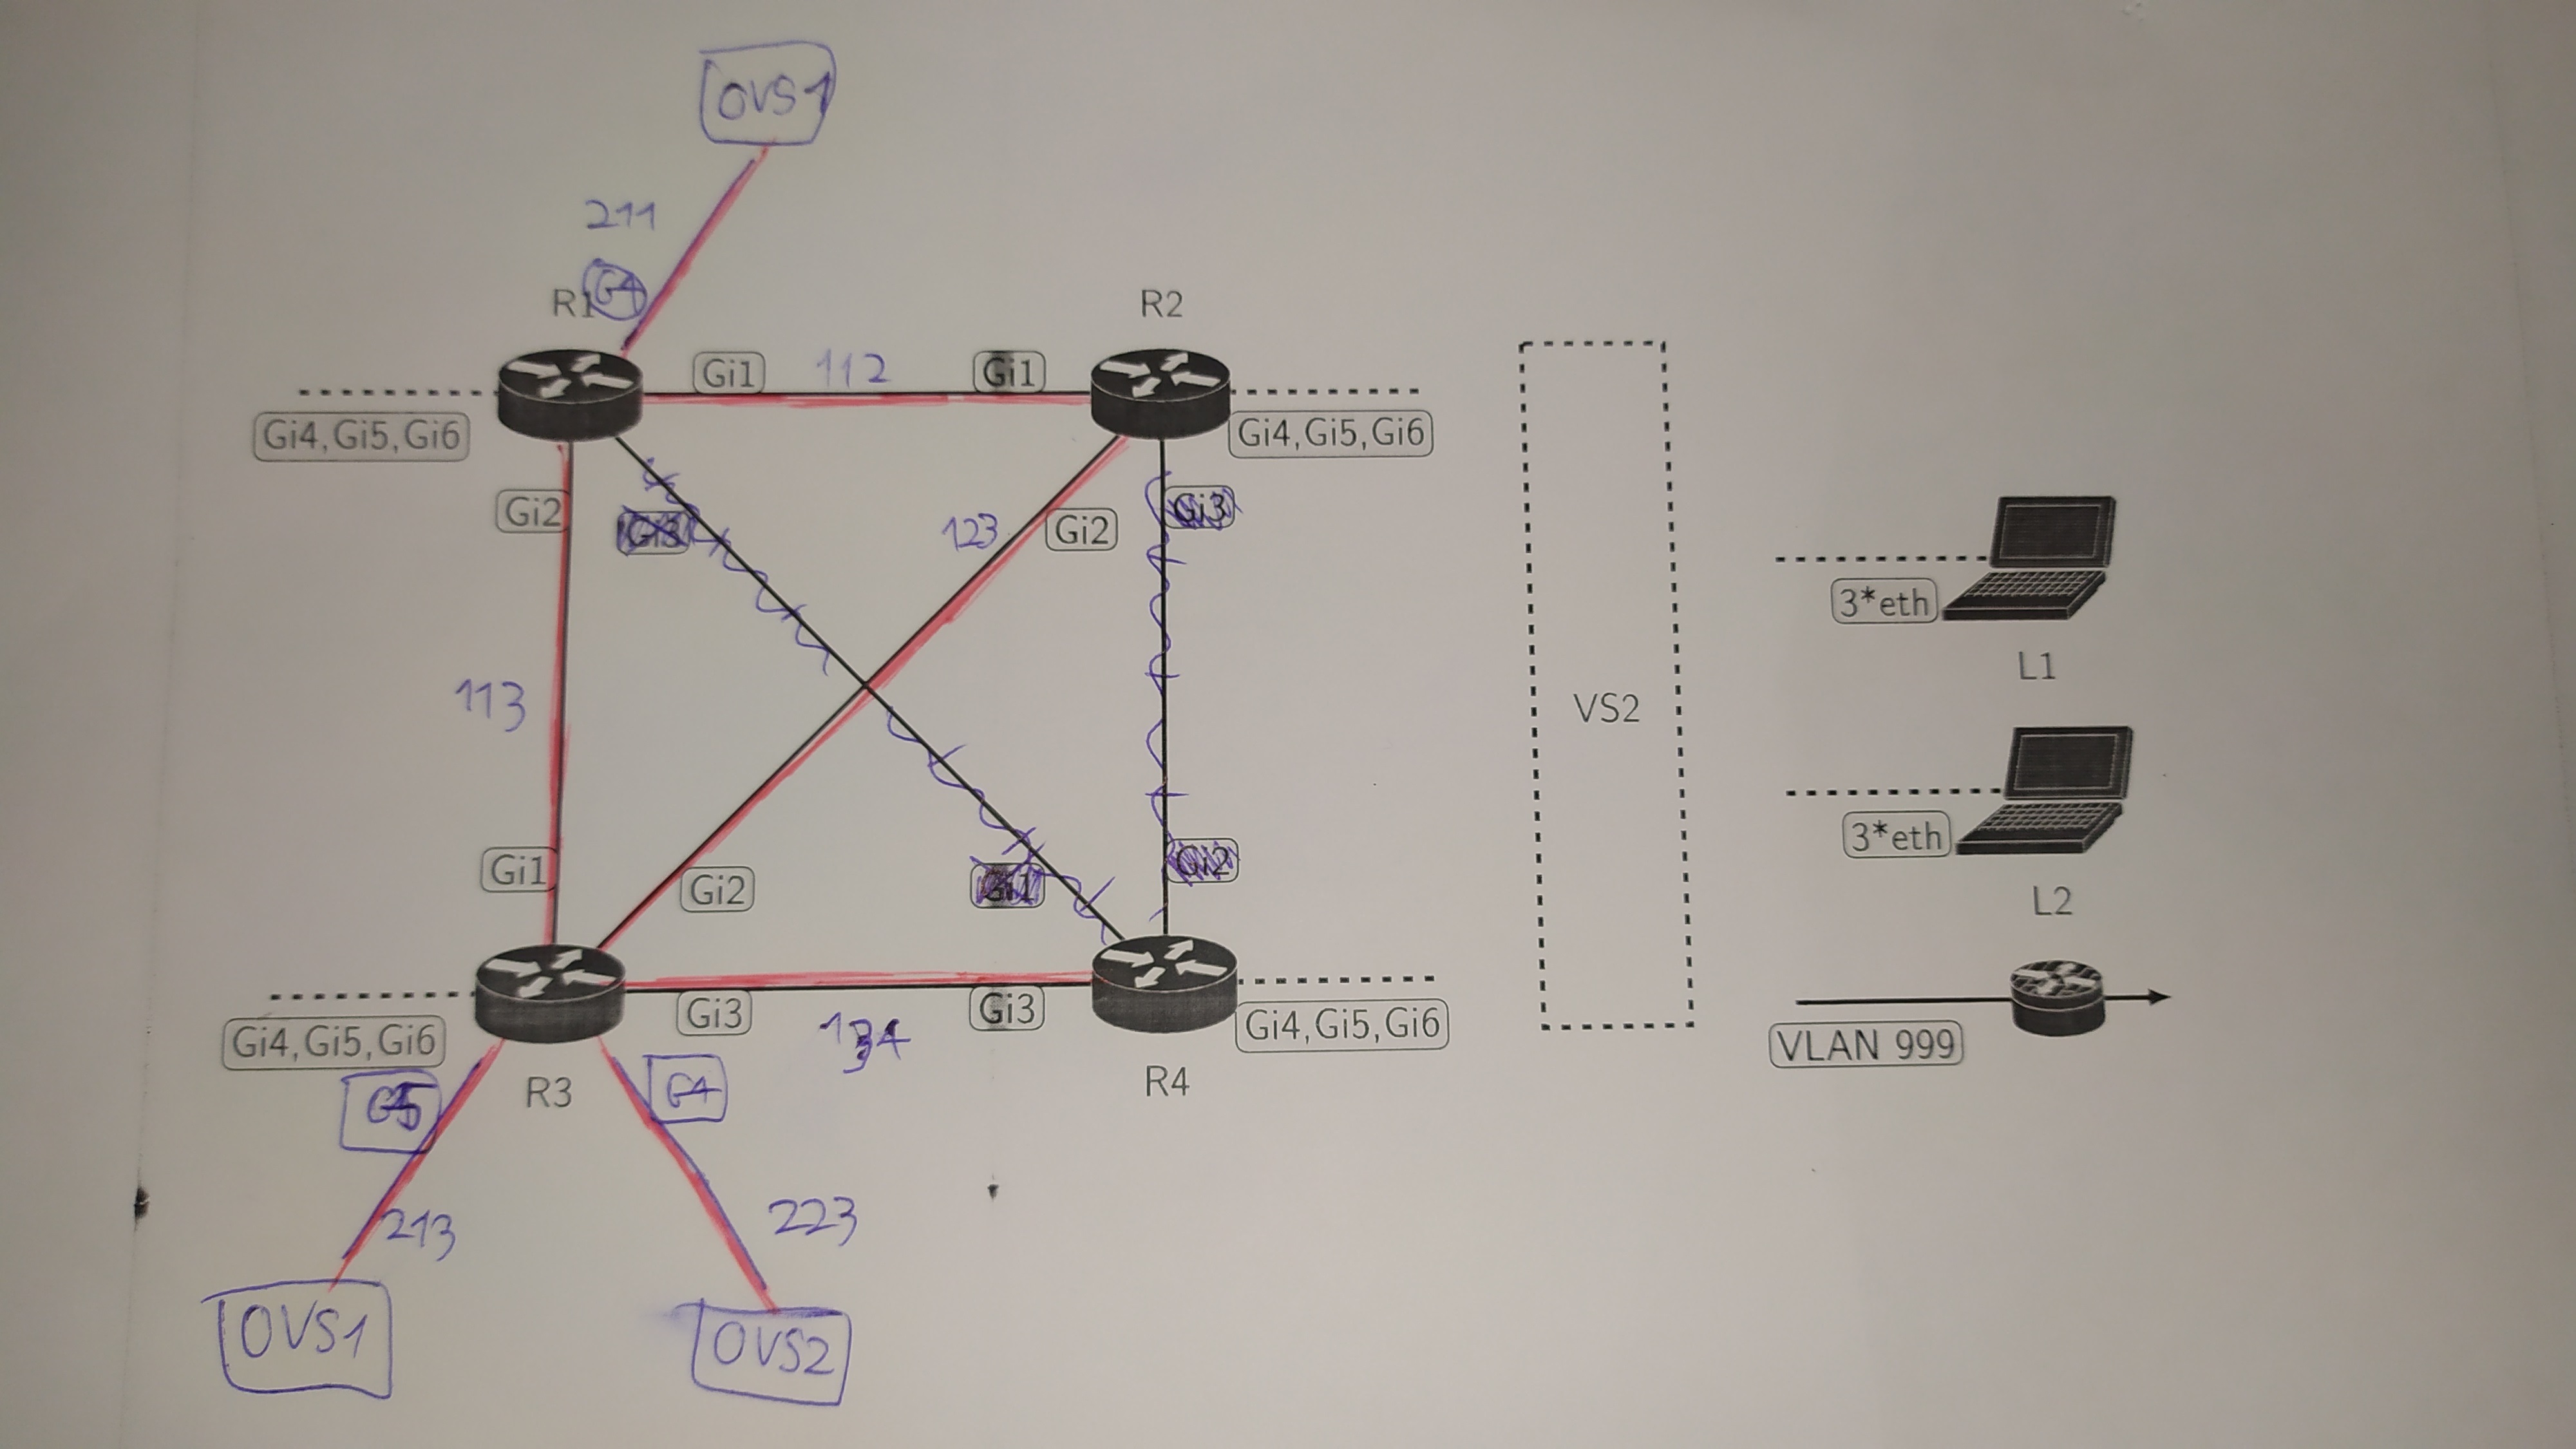 OVS1
211
R1
G4
R2
Gi1
112
Gi1
Gi4,Gi5,Gi6
Gi4,Gi5,Gi6
Gi2
Gi3
123
Gi2
Gi3
3*eth
L1
113
VS2
3*eth
L2
Gi1
Gi2
Gi1
Gi2
Gi3
134
Gi3
Gi4,Gi5,Gi6
Gi4,Gi5,Gi6
VLAN 999
R3
R4
G5
G4
213
223
OVS1
OVS2